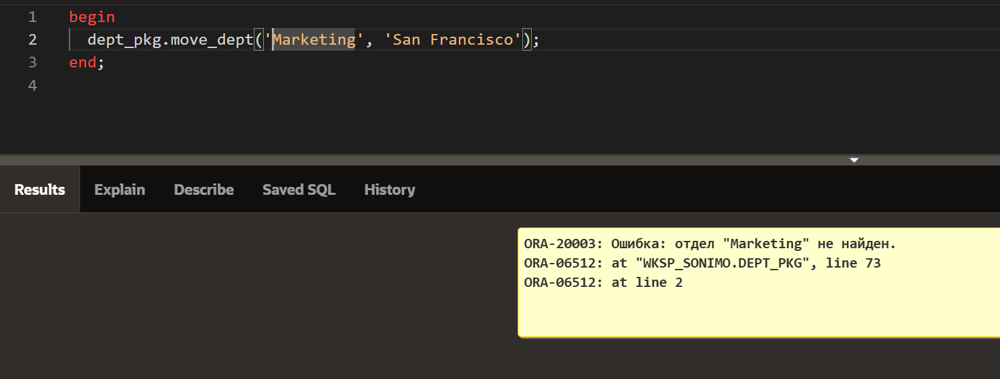 1 begin
2 dept_pkg.move_dept('Marketing', 'San Francisco');
3 end;
4
Results Explain Describe Saved SQL History
ORA-20003: Ошибка: отдел "Marketing" не найден.
ORA-06512: at "WKSP_SONIMO.DEPT_PKG", line 73
ORA-06512: at line 2